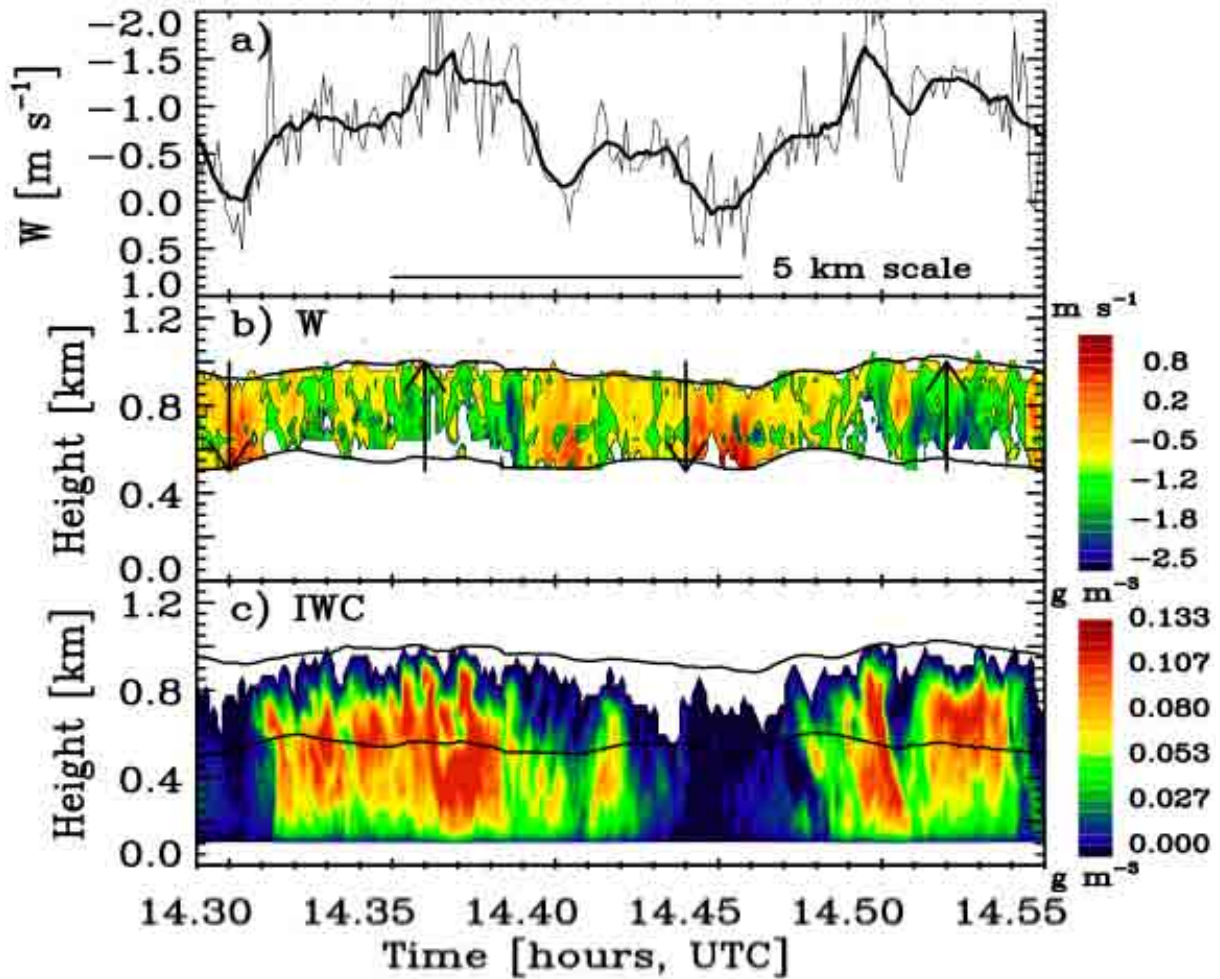 a)
W [m s⁻¹]
-2.0
-1.5
-1.0
-0.5
0.0
0.5
1.0
5 km scale
b) W
Height [km]
1.2
0.8
0.4
0.0
m s⁻¹
0.8
0.2
-0.5
-1.2
-1.8
-2.5
g m⁻³
c) IWC
Height [km]
1.2
0.8
0.4
0.0
0.133
0.107
0.080
0.053
0.027
0.000
g m⁻³
14.30 14.35 14.40 14.45 14.50 14.55
Time [hours, UTC]